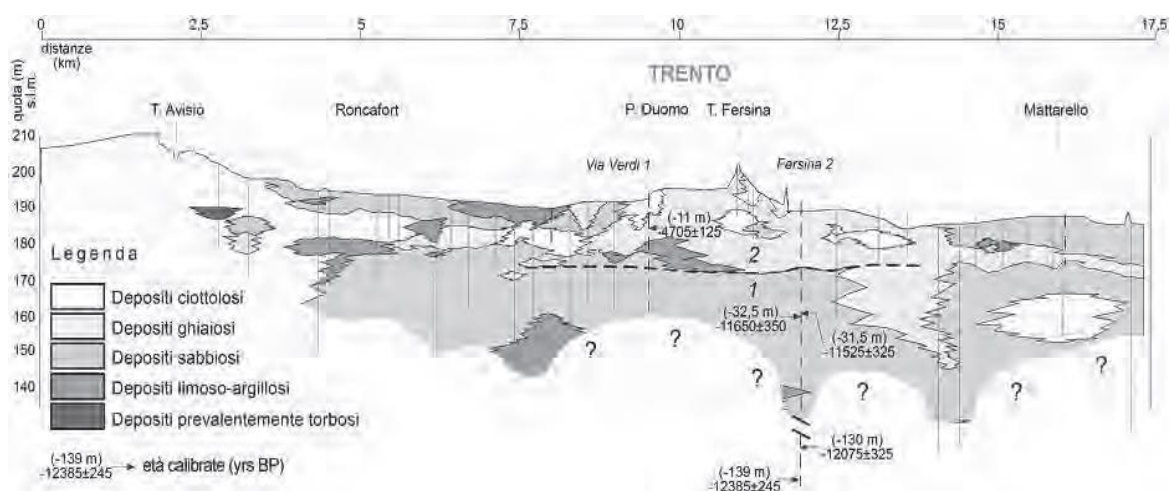 0 2,5 5 7,5 10 12,5 15 17,5
distanze
(km)
quota (m)
s.l.m.
TRENTO
T. Avisio Roncafort P. Duomo T. Fersina Mattarello
210
200
190
180
170
160
150
140
Via Verdi 1 Fersina 2
(-11 m)
-4705±125
2
1
(-32,5 m)
-11650±350
(-31,5 m)
-11525±325
? ? ? ? ? ?
(-130 m)
-12075±325
(-139 m)
-12385±245
Legenda
Depositi ciottolosi
Depositi ghiaiosi
Depositi sabbiosi
Depositi limoso-argillosi
Depositi prevalentemente torbosi
(-139 m)
-12385±245 età calibrate (yrs BP)